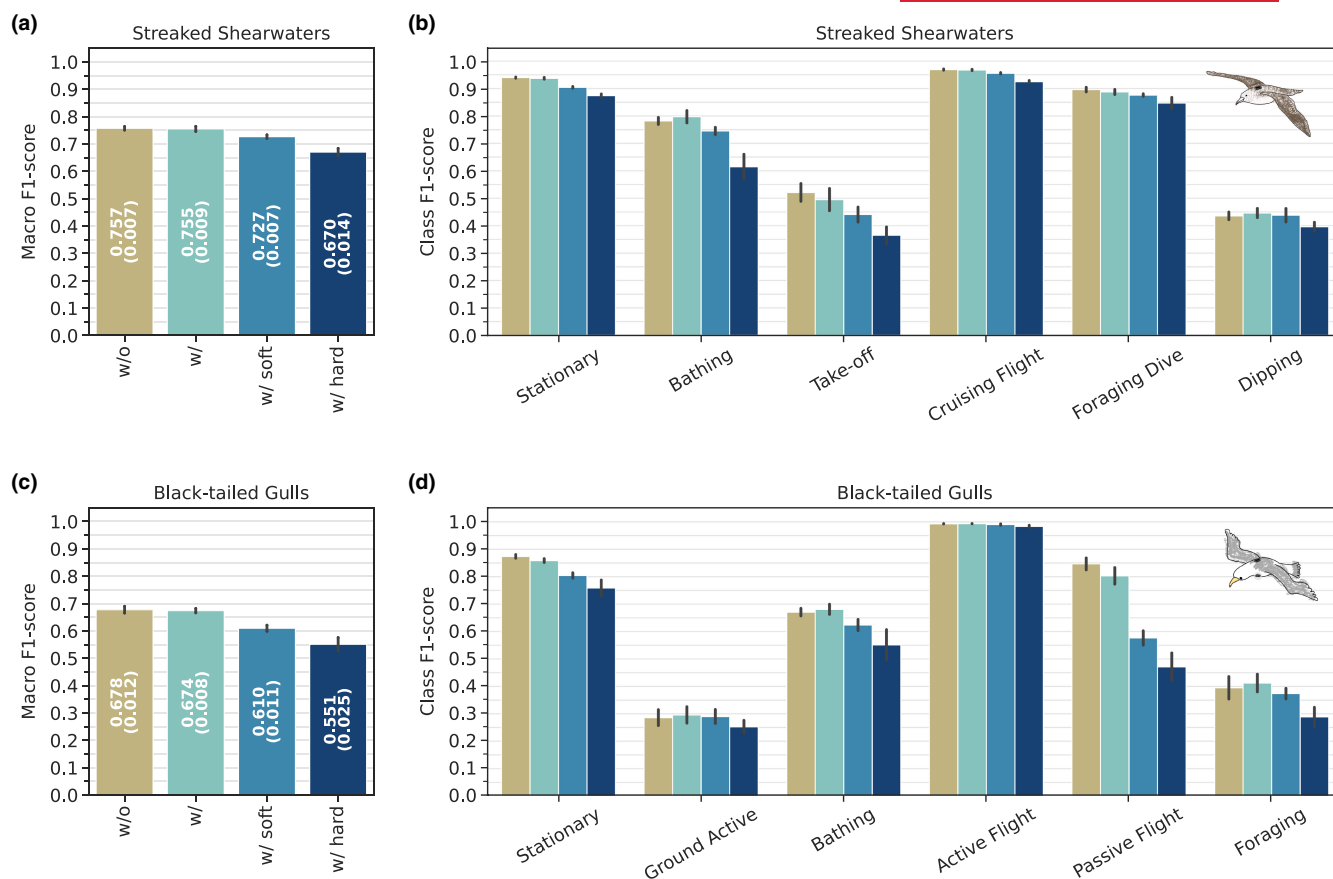 (a)
Streaked Shearwaters
Macro F1-score
1.0
0.9
0.8
0.7
0.6
0.5
0.4
0.3
0.2
0.1
0.0
0.757
(0.007)
0.755
(0.009)
0.727
(0.007)
0.670
(0.014)
w/o
w/
w/ soft
w/ hard
(b)
Streaked Shearwaters
Class F1-score
1.0
0.9
0.8
0.7
0.6
0.5
0.4
0.3
0.2
0.1
0.0
Stationary
Bathing
Take-off
Cruising Flight
Foraging Dive
Dipping
(c)
Black-tailed Gulls
Macro F1-score
1.0
0.9
0.8
0.7
0.6
0.5
0.4
0.3
0.2
0.1
0.0
0.678
(0.012)
0.674
(0.008)
0.610
(0.011)
0.551
(0.025)
w/o
w/
w/ soft
w/ hard
(d)
Black-tailed Gulls
Class F1-score
1.0
0.9
0.8
0.7
0.6
0.5
0.4
0.3
0.2
0.1
0.0
Stationary
Ground Active
Bathing
Active Flight
Passive Flight
Foraging